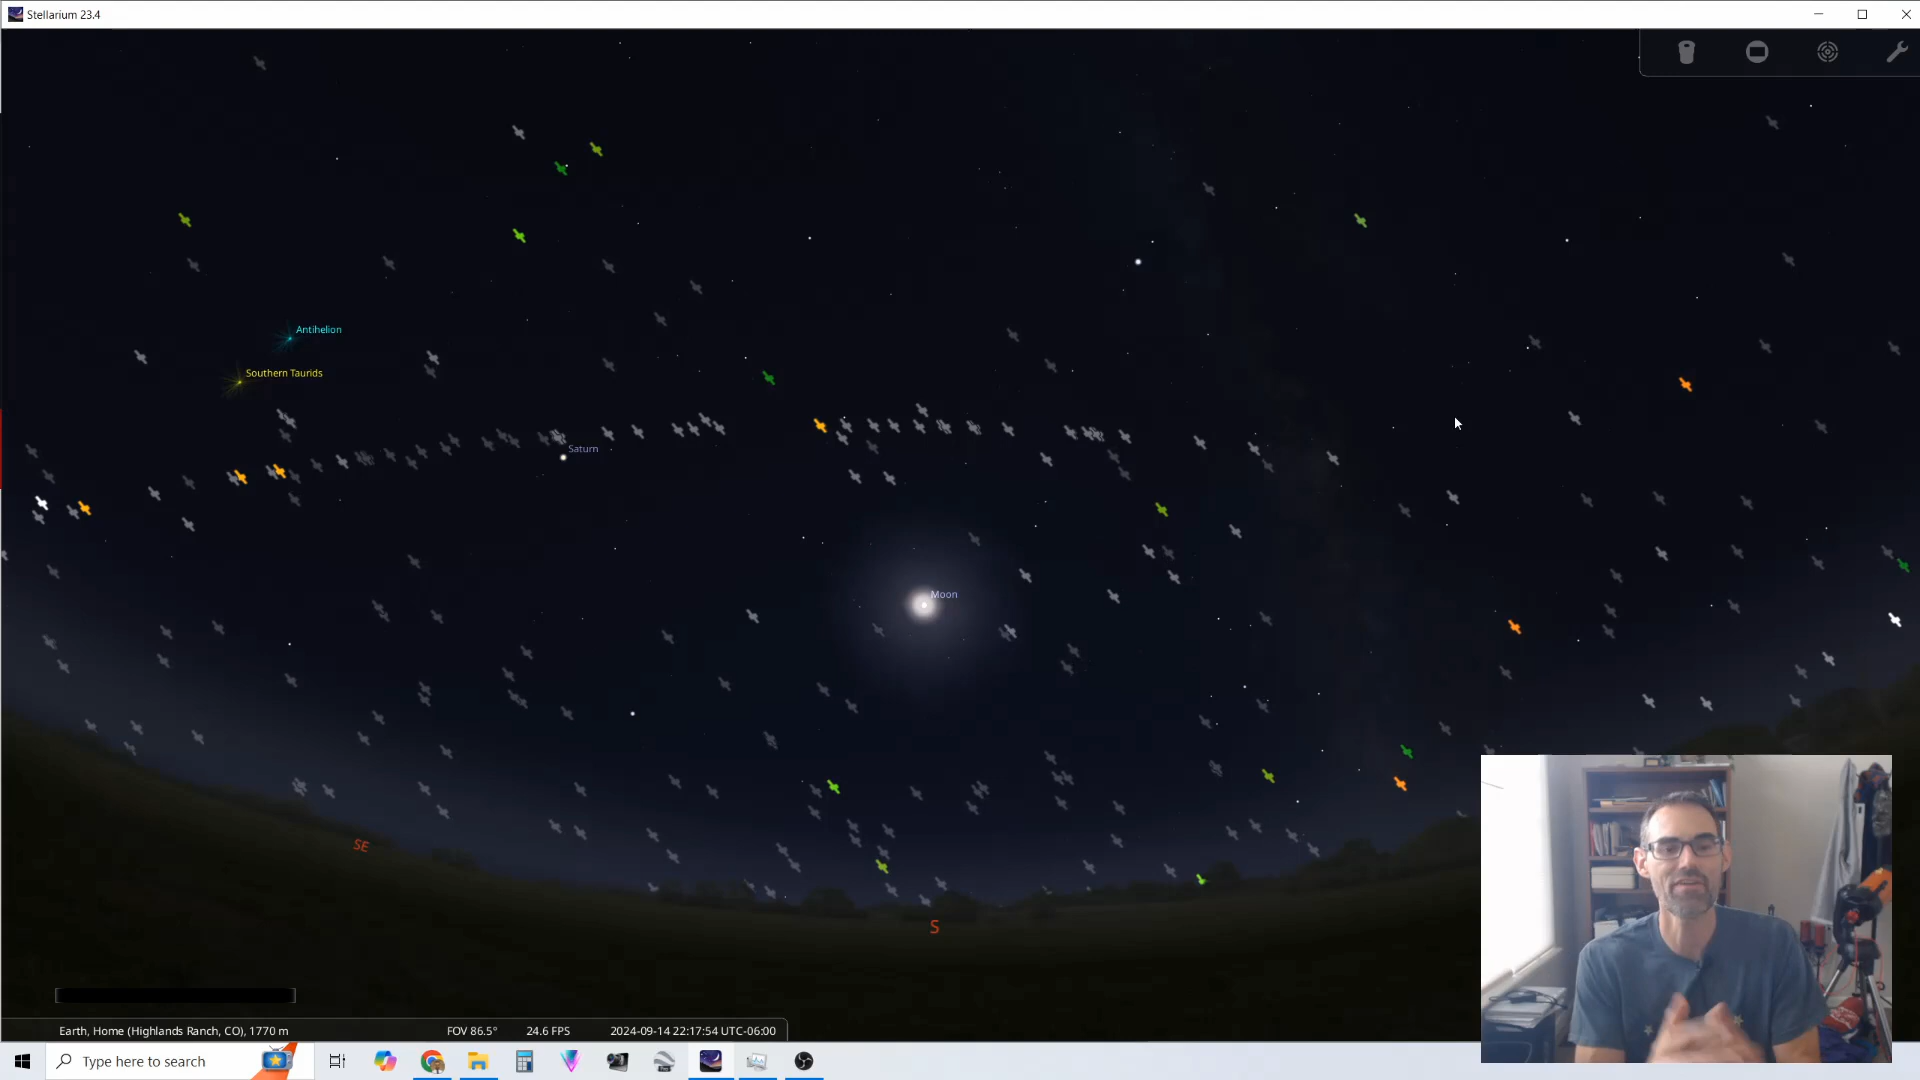 Stellarium 23.4
Antihelion
Southern Taurids
Saturn
Moon
SE
S
Earth, Home (Highlands Ranch, CO), 1770 m
FOV 86.5°
24.6 FPS
2024-09-14 22:17:54 UTC-06:00
Type here to search